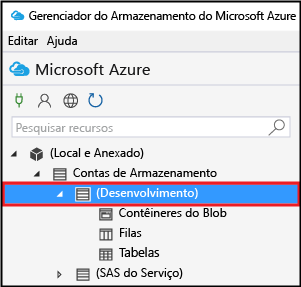 Gerenciador do Armazenamento do Microsoft Azure
Editar Ajuda
Microsoft Azure
Pesquisar recursos
(Local e Anexado)
Contas de Armazenamento
(Desenvolvimento)
Contêineres do Blob
Filas
Tabelas
(SAS do Serviço)